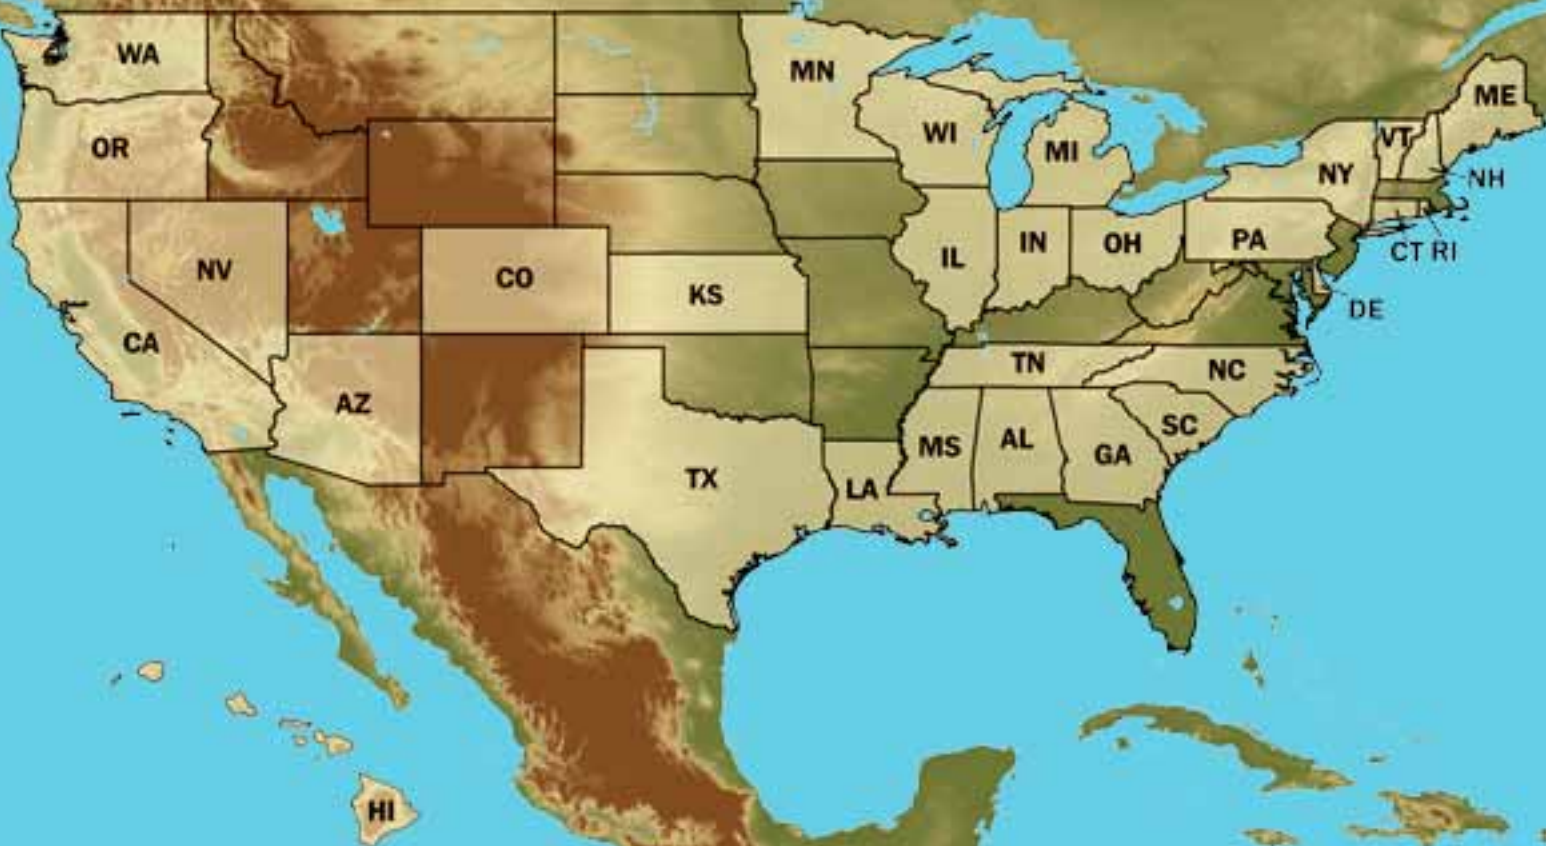 WA
MN
ME
OR
WI
MI
VT
NY
NH
NV
CO
KS
IL
IN
OH
PA
CT RI
DE
CA
AZ
TN
NC
TX
LA
MS
AL
GA
SC
HI